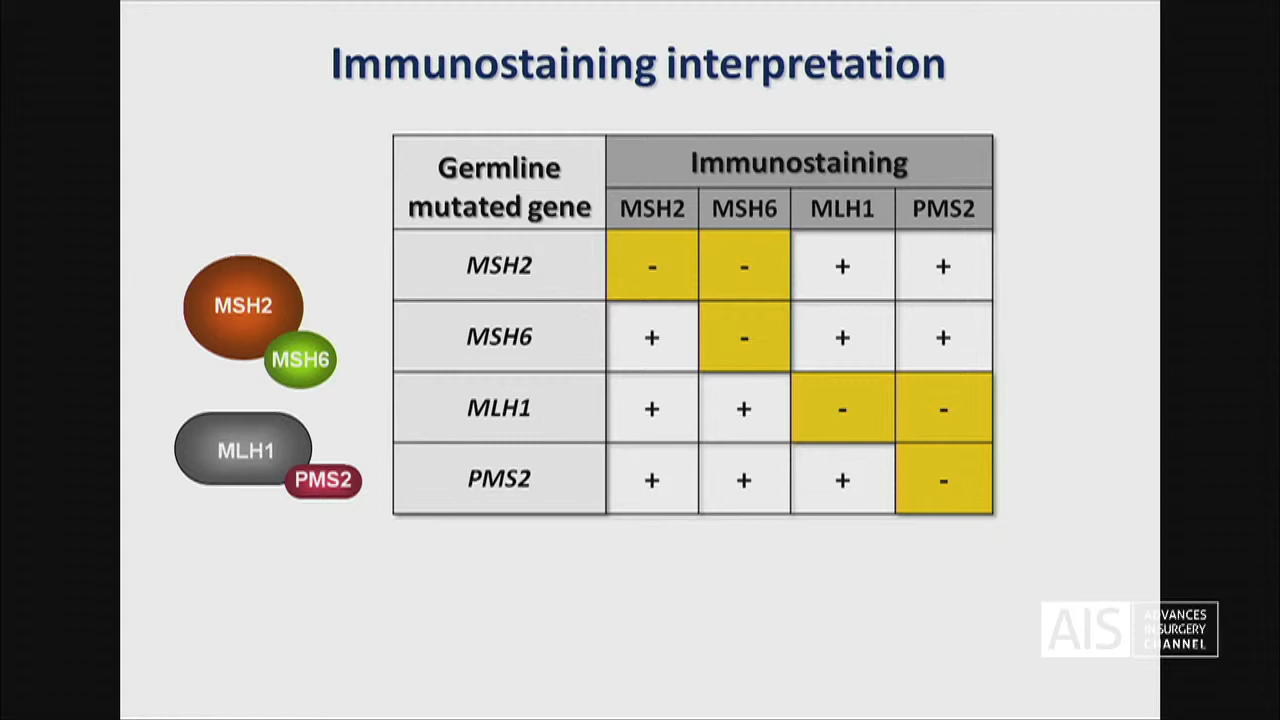 Immunostaining interpretation
Germline
mutated gene
Immunostaining
MSH2 MSH6 MLH1 PMS2
MSH2 - - + +
MSH6 + - + +
MLH1 + + - -
PMS2 + + + -
MSH2
MSH6
MLH1
PMS2
AIS
ADVANCES
IN SURGERY
CHANNEL